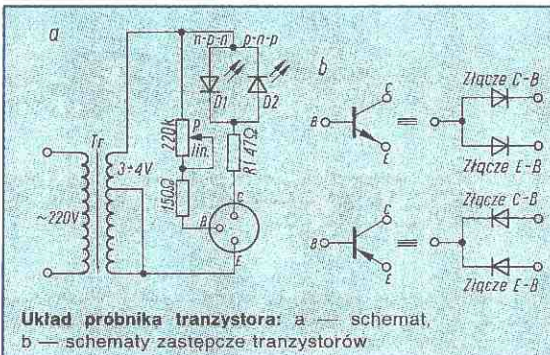 a
n-p-n p-n-p
D1
D2
220k
P
lin.
150Ω
R1 47Ω
Tr
3÷4V
~220V
B
C
E
b
B
C
E
Złącze C-B
Złącze E-B
B
C
E
Złącze C-B
Złącze E-B
Układ próbnika tranzystora: a — schemat,
b — schematy zastępcze tranzystorów